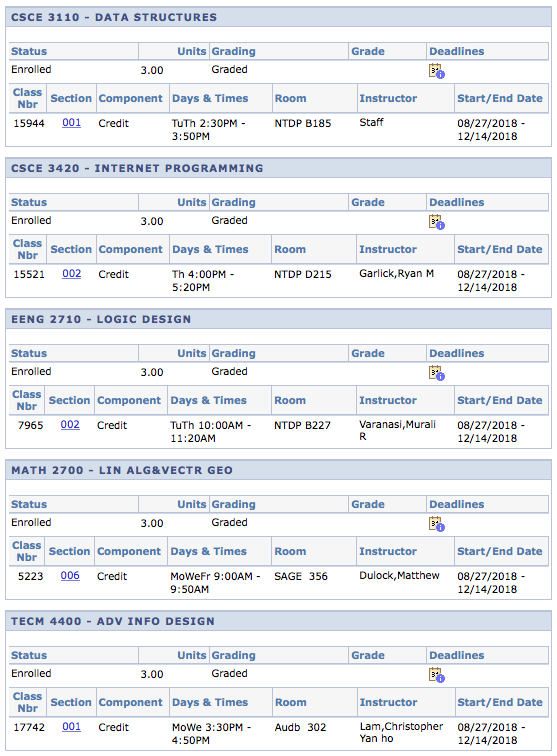 CSCE 3110 - DATA STRUCTURES
Status Units Grading Grade Deadlines
Enrolled 3.00 Graded
Class Nbr Section Component Days & Times Room Instructor Start/End Date
15944 001 Credit TuTh 2:30PM - 3:50PM NTDP B185 Staff 08/27/2018 - 12/14/2018
CSCE 3420 - INTERNET PROGRAMMING
Status Units Grading Grade Deadlines
Enrolled 3.00 Graded
Class Nbr Section Component Days & Times Room Instructor Start/End Date
15521 002 Credit Th 4:00PM - 5:20PM NTDP D215 Garlick,Ryan M 08/27/2018 - 12/14/2018
EENG 2710 - LOGIC DESIGN
Status Units Grading Grade Deadlines
Enrolled 3.00 Graded
Class Nbr Section Component Days & Times Room Instructor Start/End Date
7965 002 Credit TuTh 10:00AM - 11:20AM NTDP B227 Varanasi,Murali R 08/27/2018 - 12/14/2018
MATH 2700 - LIN ALG&VECTR GEO
Status Units Grading Grade Deadlines
Enrolled 3.00 Graded
Class Nbr Section Component Days & Times Room Instructor Start/End Date
5223 006 Credit MoWeFr 9:00AM - 9:50AM SAGE 356 Dulock,Matthew 08/27/2018 - 12/14/2018
TECM 4400 - ADV INFO DESIGN
Status Units Grading Grade Deadlines
Enrolled 3.00 Graded
Class Nbr Section Component Days & Times Room Instructor Start/End Date
17742 001 Credit MoWe 3:30PM - 4:50PM Audb 302 Lam,Christopher Yan ho 08/27/2018 - 12/14/2018